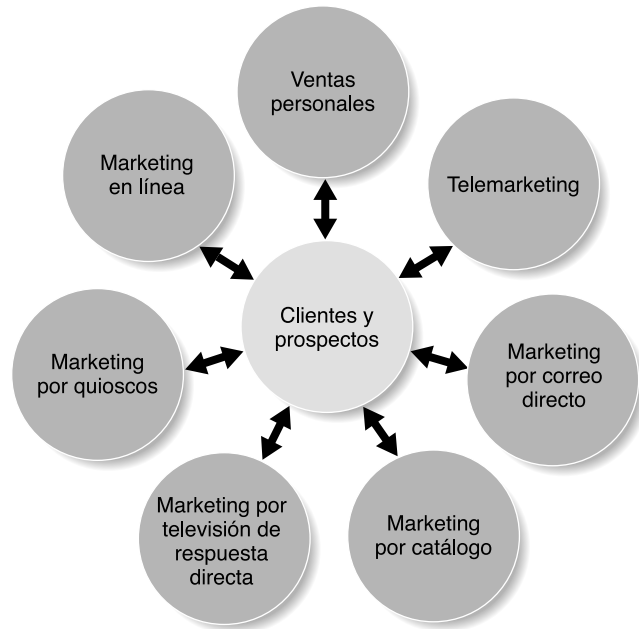 Ventas
personales
Telemarketing
Marketing
por correo
directo
Marketing
por catálogo
Marketing por
televisión de
respuesta
directa
Marketing
por quioscos
Marketing
en línea
Clientes y
prospectos